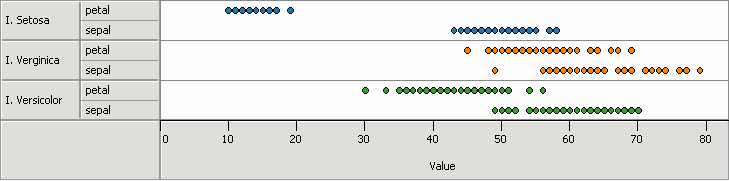 I. Setosa
petal
sepal
I. Verginica
petal
sepal
I. Versicolor
petal
sepal
0 10 20 30 40 50 60 70 80
Value